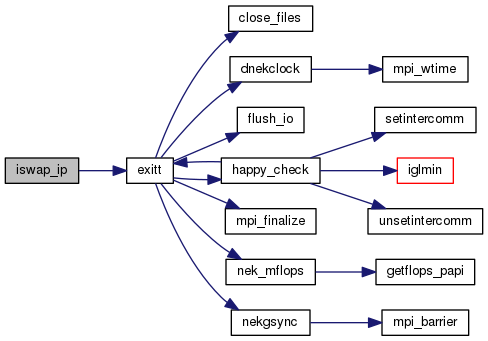 close_files
dnekclock
mpi_wtime
flush_io
setintercomm
iswap_ip
exitt
happy_check
iglmin
mpi_finalize
unsetintercomm
nek_mflops
getflops_papi
nekgsync
mpi_barrier